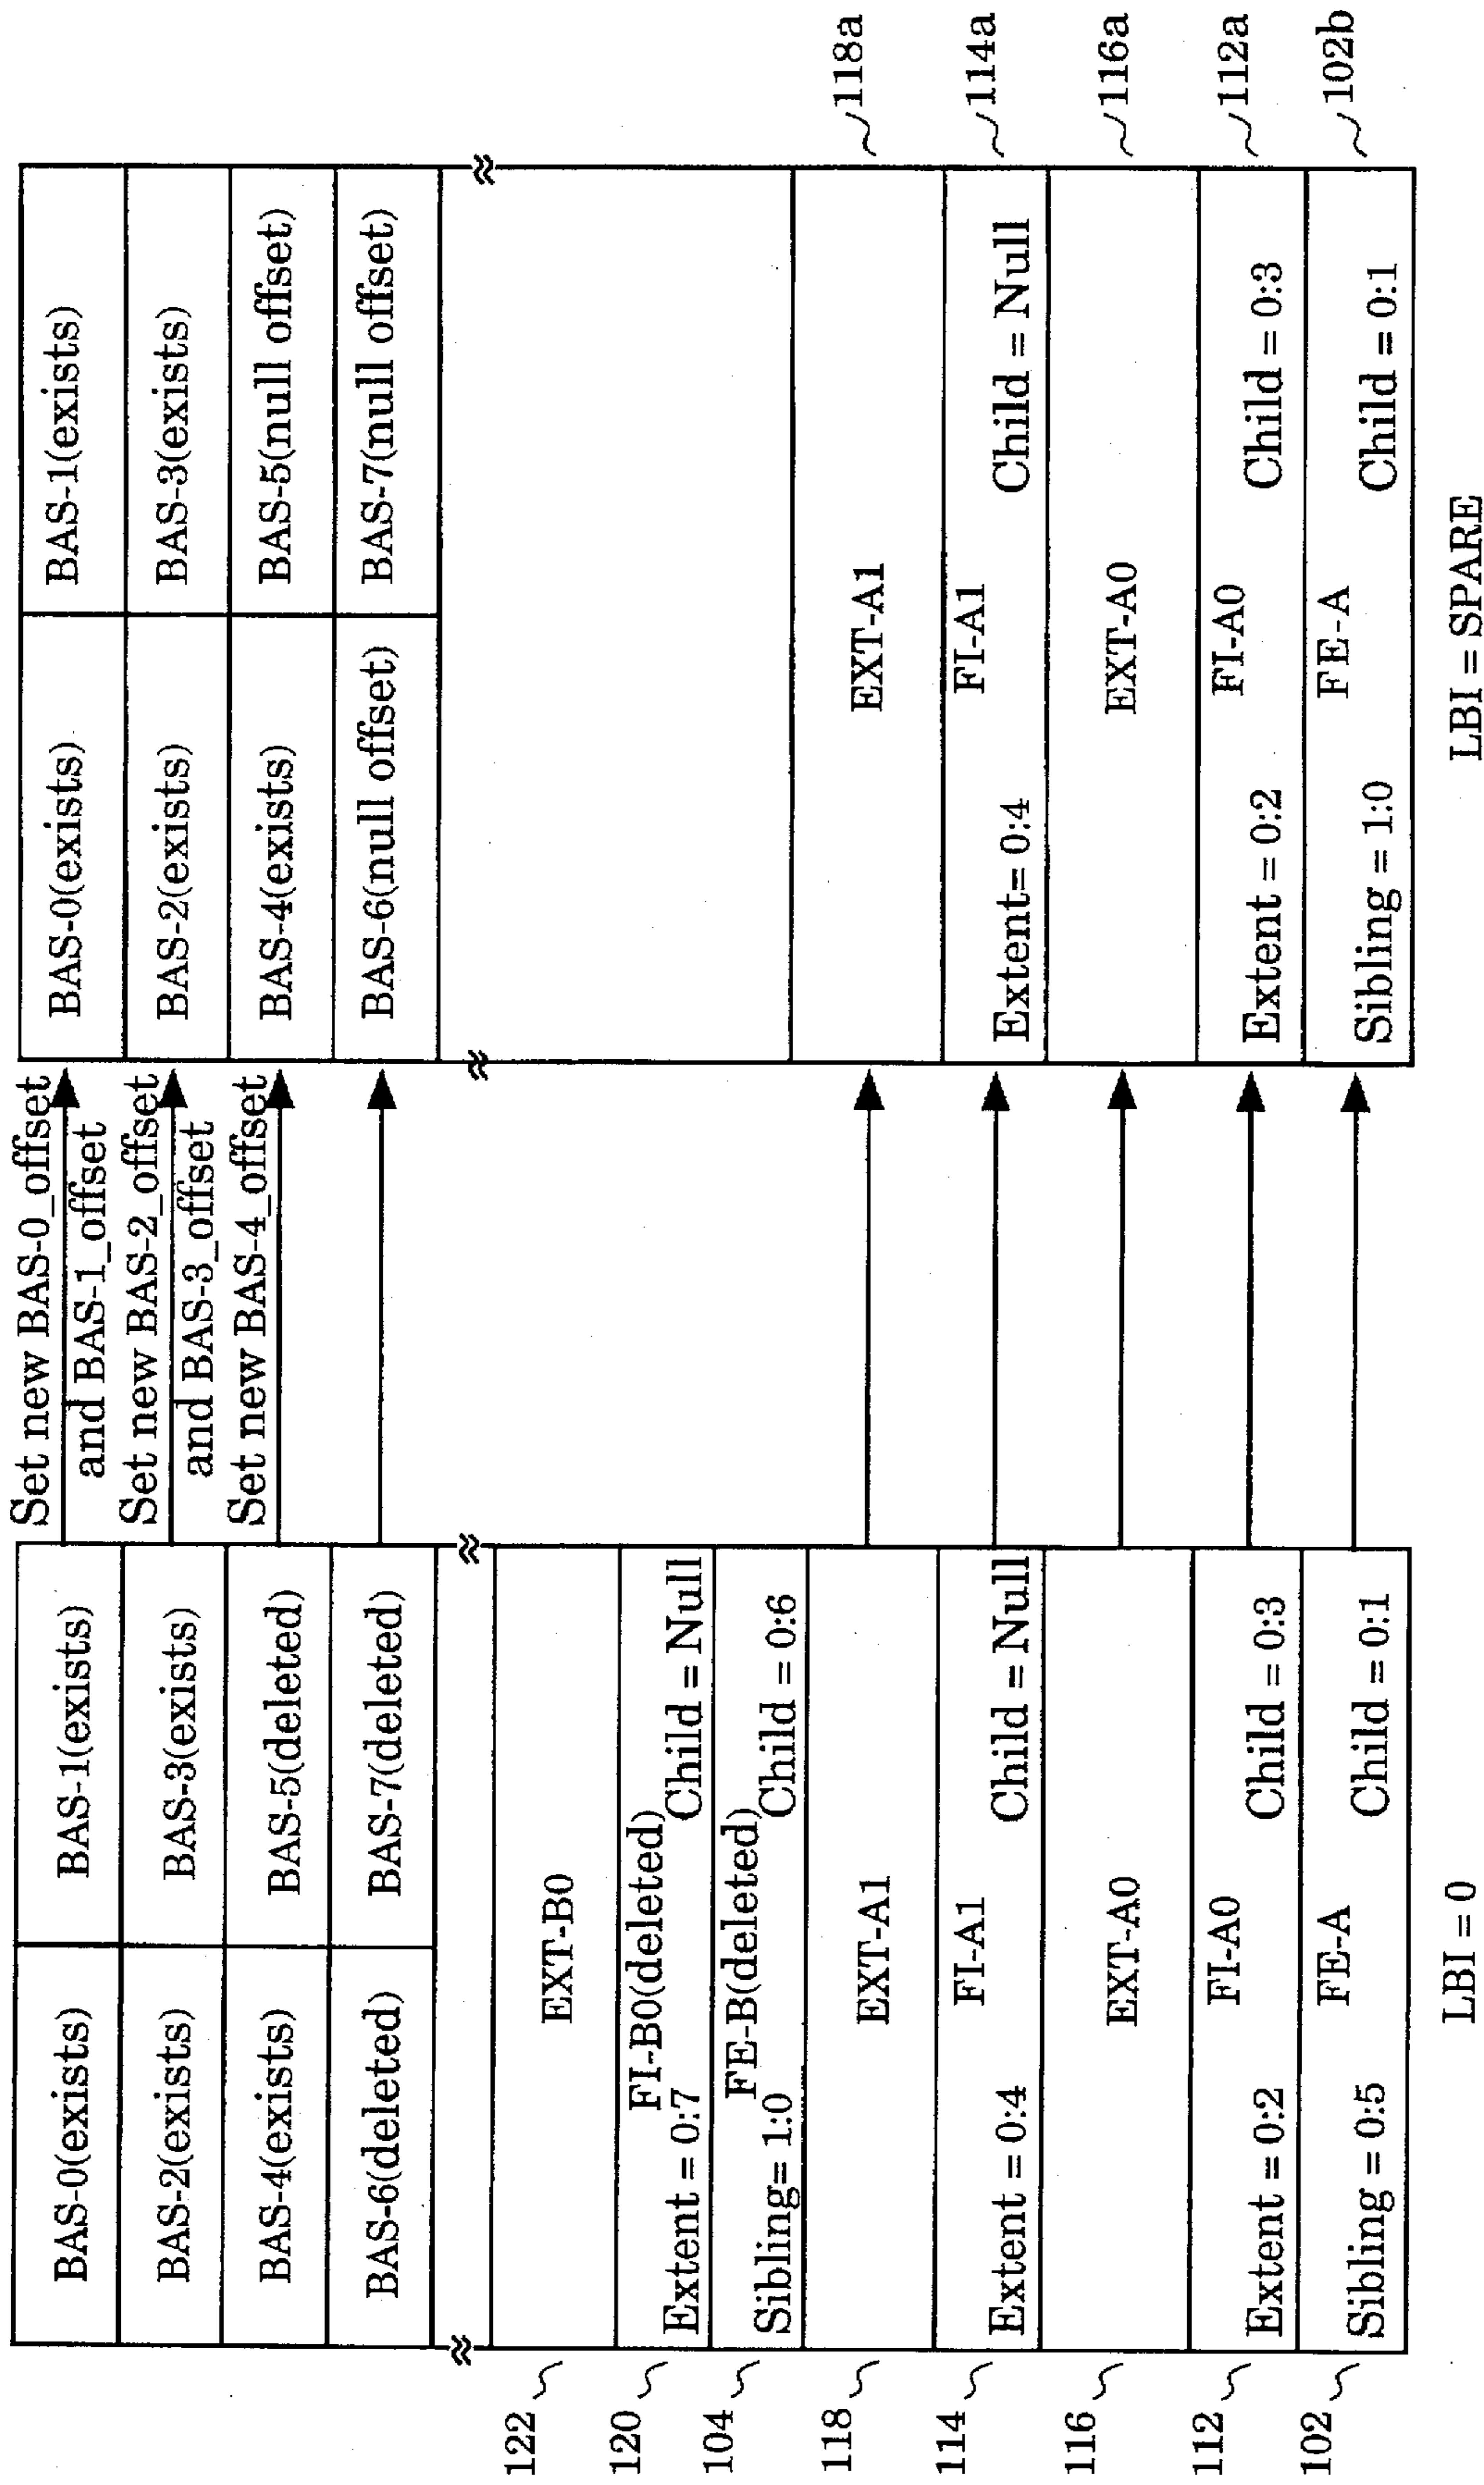 BAS-0(exists)
BAS-1(exists)
BAS-2(exists)
BAS-3(exists)
BAS-4(exists)
BAS-5(deleted)
BAS-6(deleted)
BAS-7(deleted)
122
EXT-B0
120
FI-B0(deleted)
Extent = 0:7
Child = Null
104
FE-B(deleted)
Sibling= 1:0
Child = 0:6
118
EXT-A1
114
FI-A1
Extent = 0:4
Child = Null
116
EXT-A0
112
FI-A0
Extent = 0:2
Child = 0:3
102
FE-A
Sibling = 0:5
Child = 0:1
LBI = 0
Set new BAS-0_offset
and BAS-1_offset
Set new BAS-2_offset
and BAS-3_offset
Set new BAS-4_offset
BAS-0(exists)
BAS-1(exists)
BAS-2(exists)
BAS-3(exists)
BAS-4(exists)
BAS-5(null offset)
BAS-6(null offset)
BAS-7(null offset)
EXT-A1
118a
FI-A1
Extent= 0:4
Child = Null
114a
EXT-A0
116a
FI-A0
Extent = 0:2
Child = 0:3
112a
FE-A
Sibling = 1:0
Child = 0:1
102b
LBI = SPARE